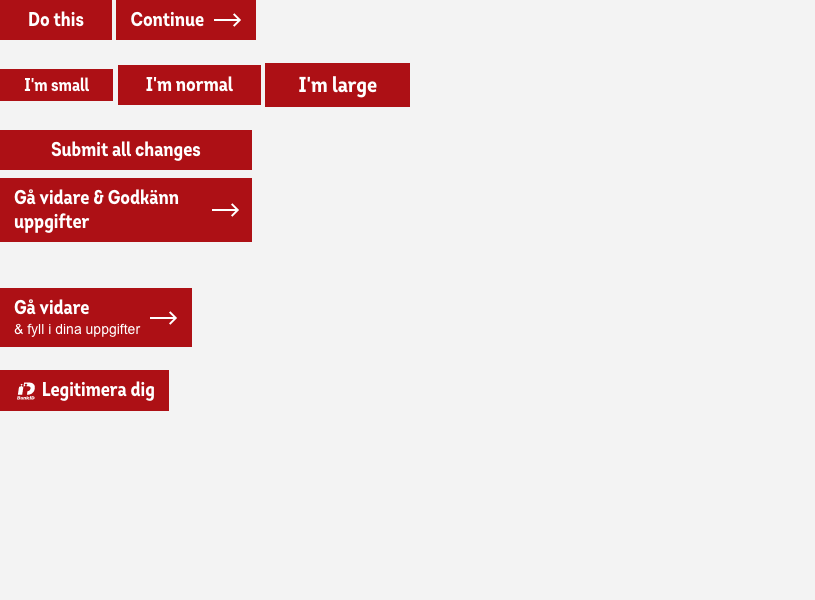 Do this
Continue
I'm small
I'm normal
I'm large
Submit all changes
Gå vidare & Godkänn
uppgifter
Gå vidare
& fyll i dina uppgifter
BankID
Legitimera dig